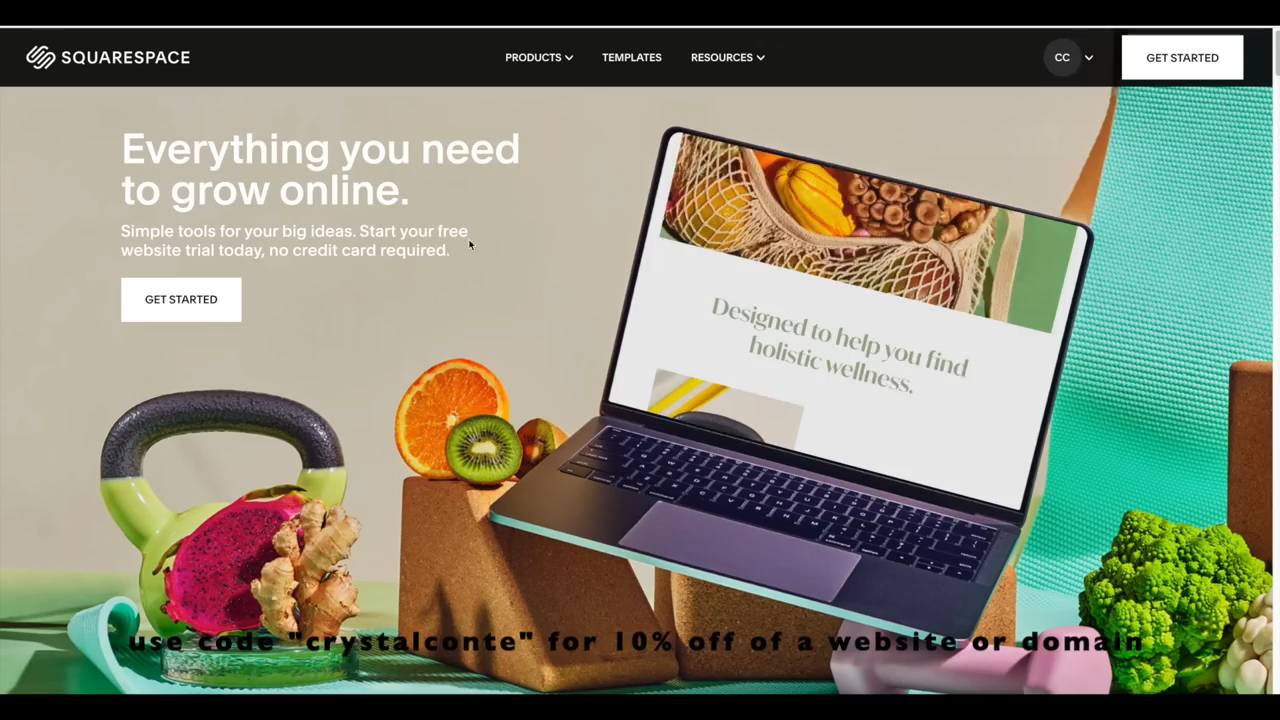 SQUARESPACE
PRODUCTS
TEMPLATES
RESOURCES
CC
GET STARTED
Everything you need
to grow online.
Simple tools for your big ideas. Start your free
website trial today, no credit card required.
GET STARTED
Designed to help you find
holistic wellness.
use code "crystalconte" for 10% off of a website or domain